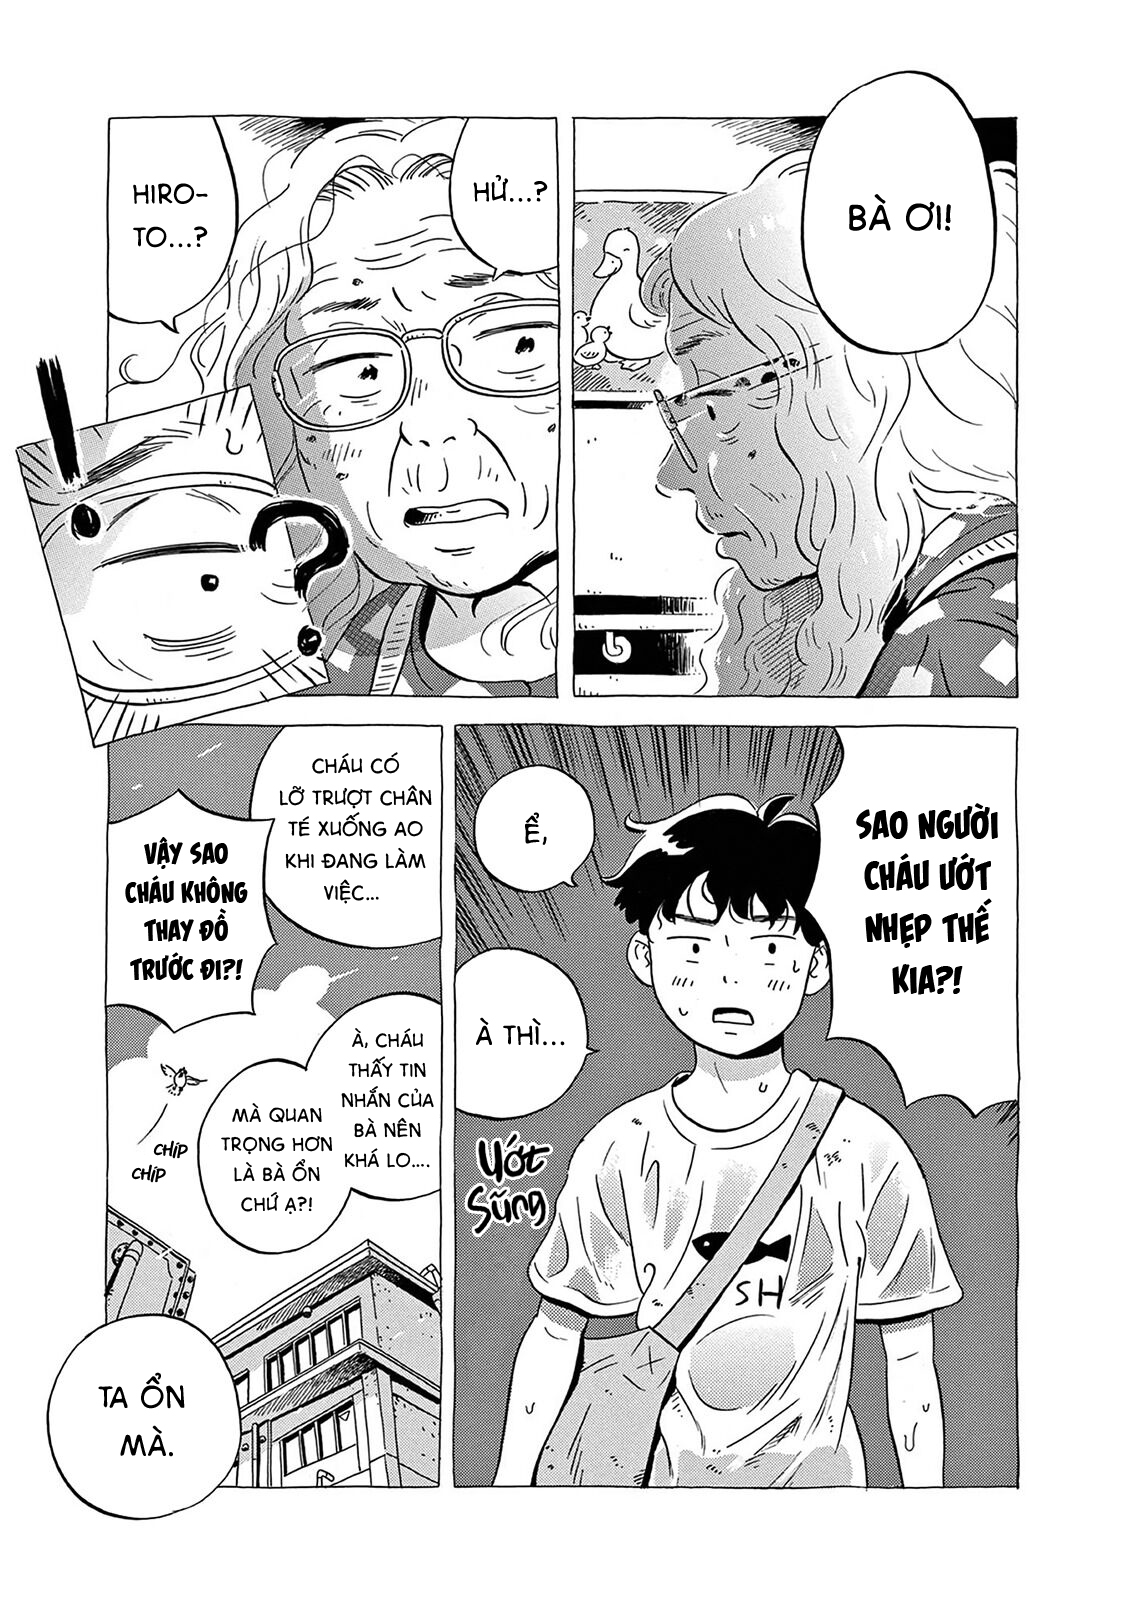 BÀ ƠI!
HỬ...?
HIRO-
TO...?
SAO NGƯỜI
CHÁU ƯỚT
NHẸP THẾ
KIA?!
Ể,
À THÌ...
ƯỚT
SŨNG
SH
CHÁU CÓ
LỠ TRƯỢT CHÂN
TÉ XUỐNG AO
KHI ĐANG LÀM
VIỆC...
VẬY SAO
CHÁU KHÔNG
THAY ĐỒ
TRƯỚC ĐI?!
À, CHÁU
THẤY TIN
NHẮN CỦA
BÀ NÊN
KHÁ LO....
MÀ QUAN
TRỌNG HƠN
LÀ BÀ ỔN
CHỨ Ạ?!
CHÍP
CHÍP
TA ỔN
MÀ.